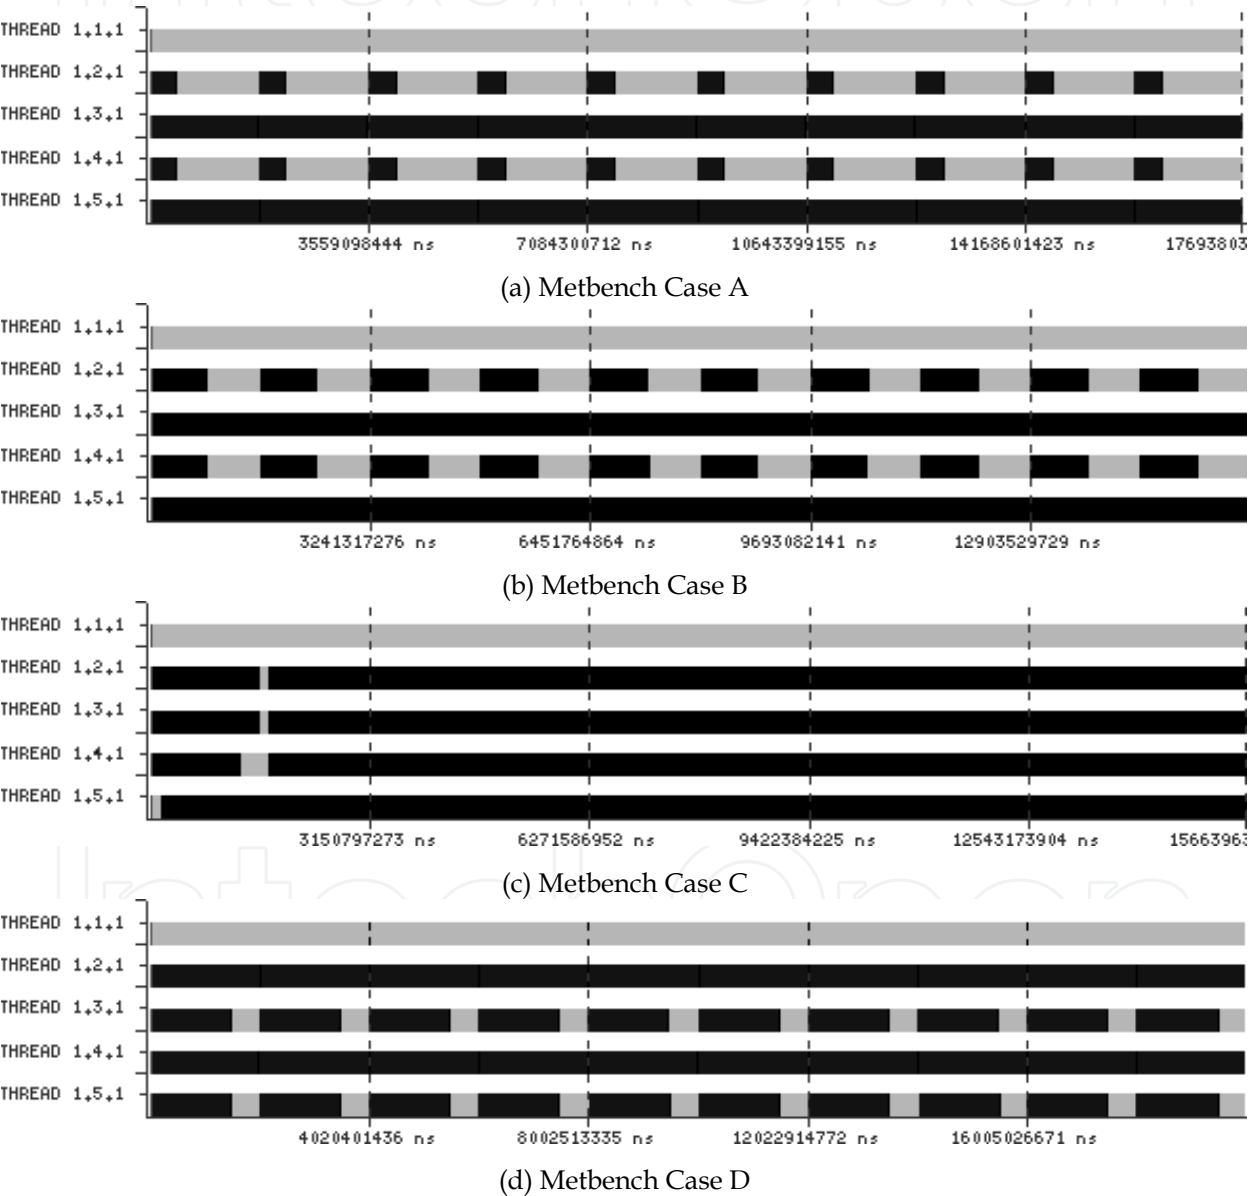 THREAD 1.1.1
THREAD 1.2.1
THREAD 1.3.1
THREAD 1.4.1
THREAD 1.5.1
3559098444 ns 7084300712 ns 10643399155 ns 14168601423 ns 17693803
(a) Metbench Case A
THREAD 1.1.1
THREAD 1.2.1
THREAD 1.3.1
THREAD 1.4.1
THREAD 1.5.1
3241317276 ns 6451764864 ns 9693082141 ns 12903529729 ns
(b) Metbench Case B
THREAD 1.1.1
THREAD 1.2.1
THREAD 1.3.1
THREAD 1.4.1
THREAD 1.5.1
3150797273 ns 6271586952 ns 9422384225 ns 12543173904 ns 15663963
(c) Metbench Case C
THREAD 1.1.1
THREAD 1.2.1
THREAD 1.3.1
THREAD 1.4.1
THREAD 1.5.1
4020401436 ns 8002513335 ns 12022914772 ns 16005026671 ns
(d) Metbench Case D